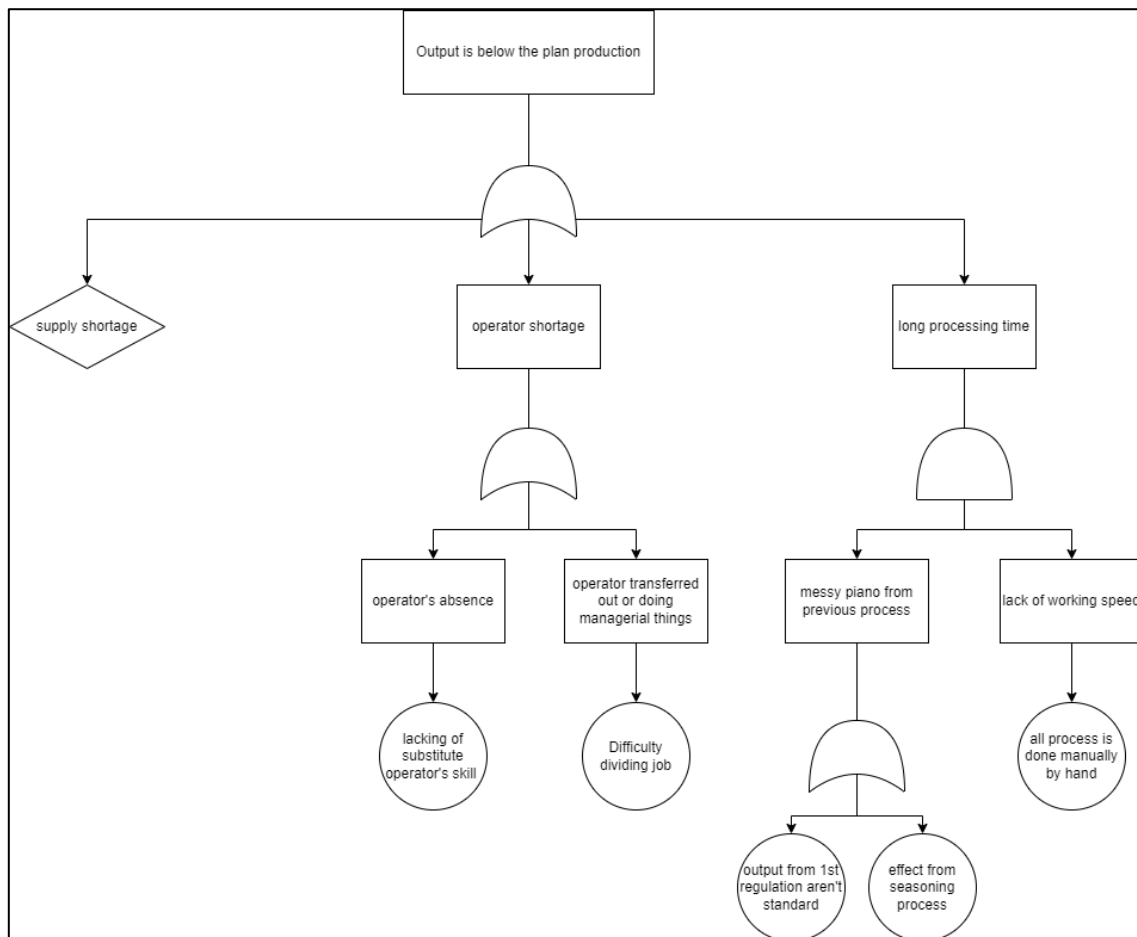 Output is below the plan production
supply shortage
operator shortage
long processing time
operator's absence
operator transferred
out or doing
managerial things
messy piano from
previous process
lack of working speed
lacking of
substitute
operator's skill
Difficulty
dividing job
all process is
done manually
by hand
output from 1st
regulation aren't
standard
effect from
seasoning
process